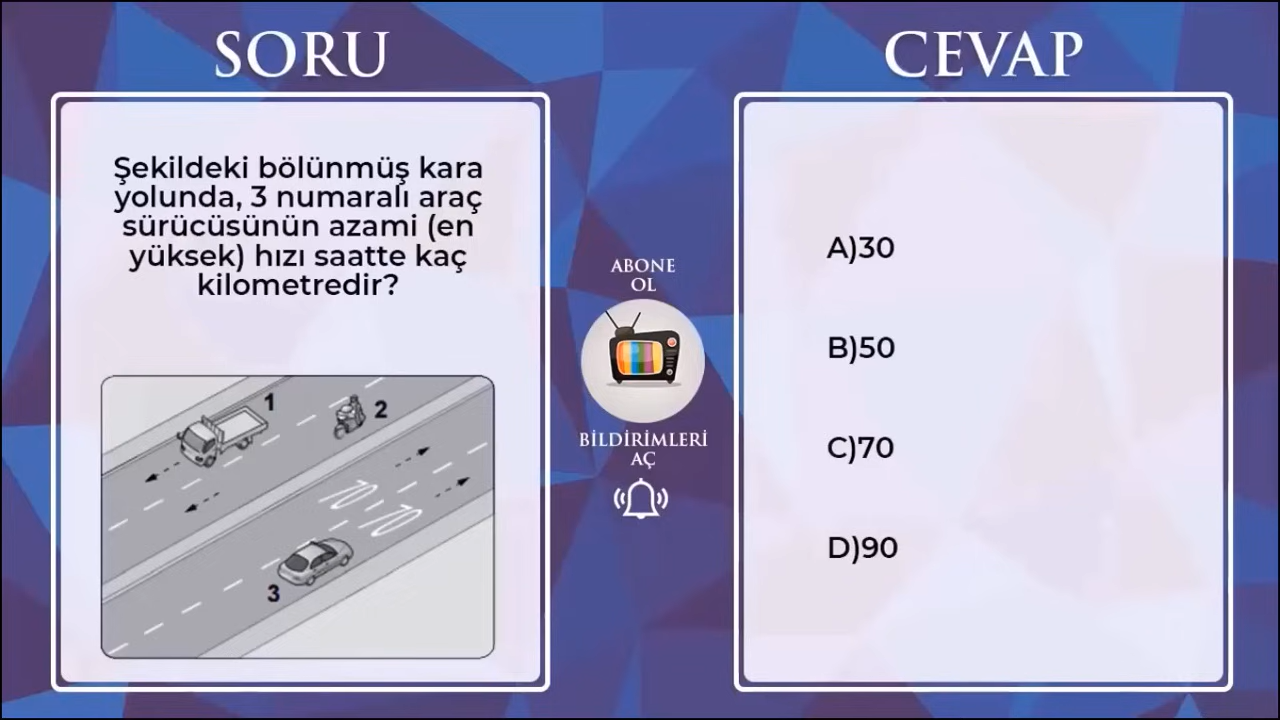 SORU
Şekildeki bölünmüş kara
yolunda, 3 numaralı araç
sürücüsünün azami (en
yüksek) hızı saatte kaç
kilometredir?
1
2
70
70
3
ABONE
OL
BİLDİRİMLERİ
AÇ
CEVAP
A)30
B)50
C)70
D)90